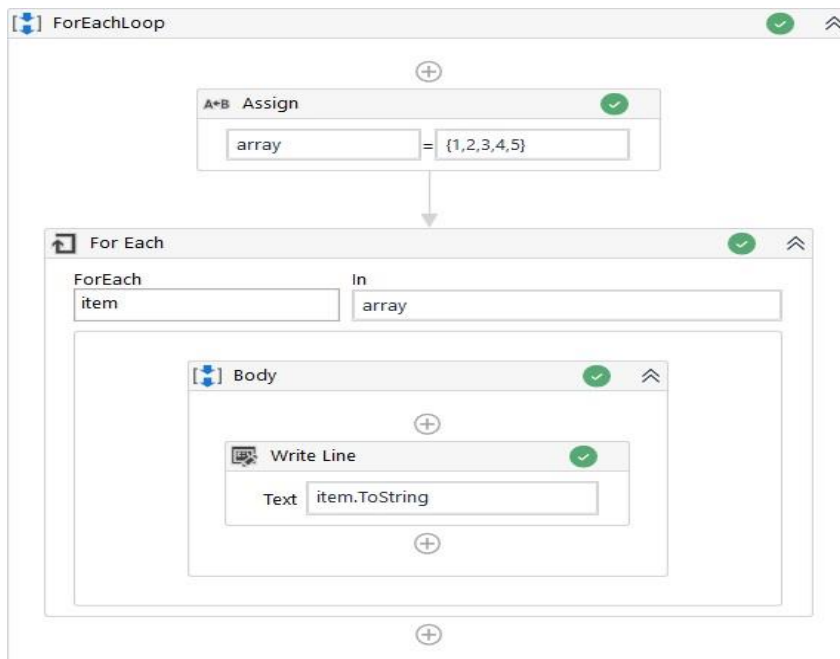 ForEachLoop
A+B Assign
array = {1,2,3,4,5}
For Each
ForEach In
item array
Body
Write Line
Text item.ToString